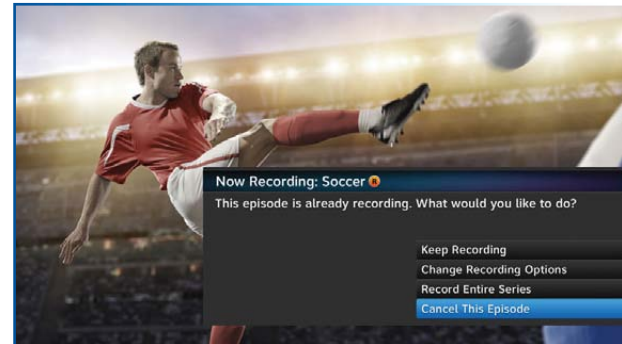 Now Recording: Soccer R
This episode is already recording. What would you like to do?
Keep Recording
Change Recording Options
Record Entire Series
Cancel This Episode